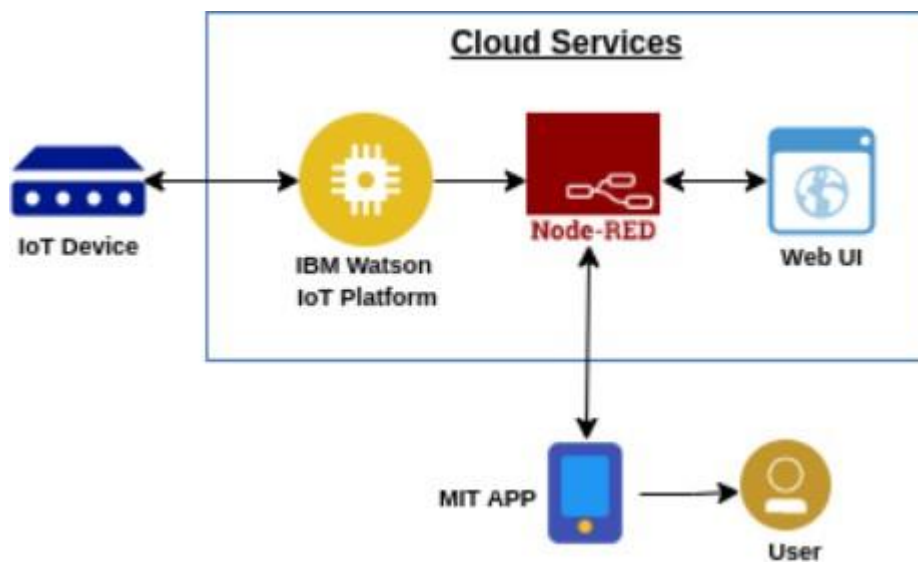 Cloud Services
IoT Device
IBM Watson
IoT Platform
Node-RED
Web UI
MIT APP
User